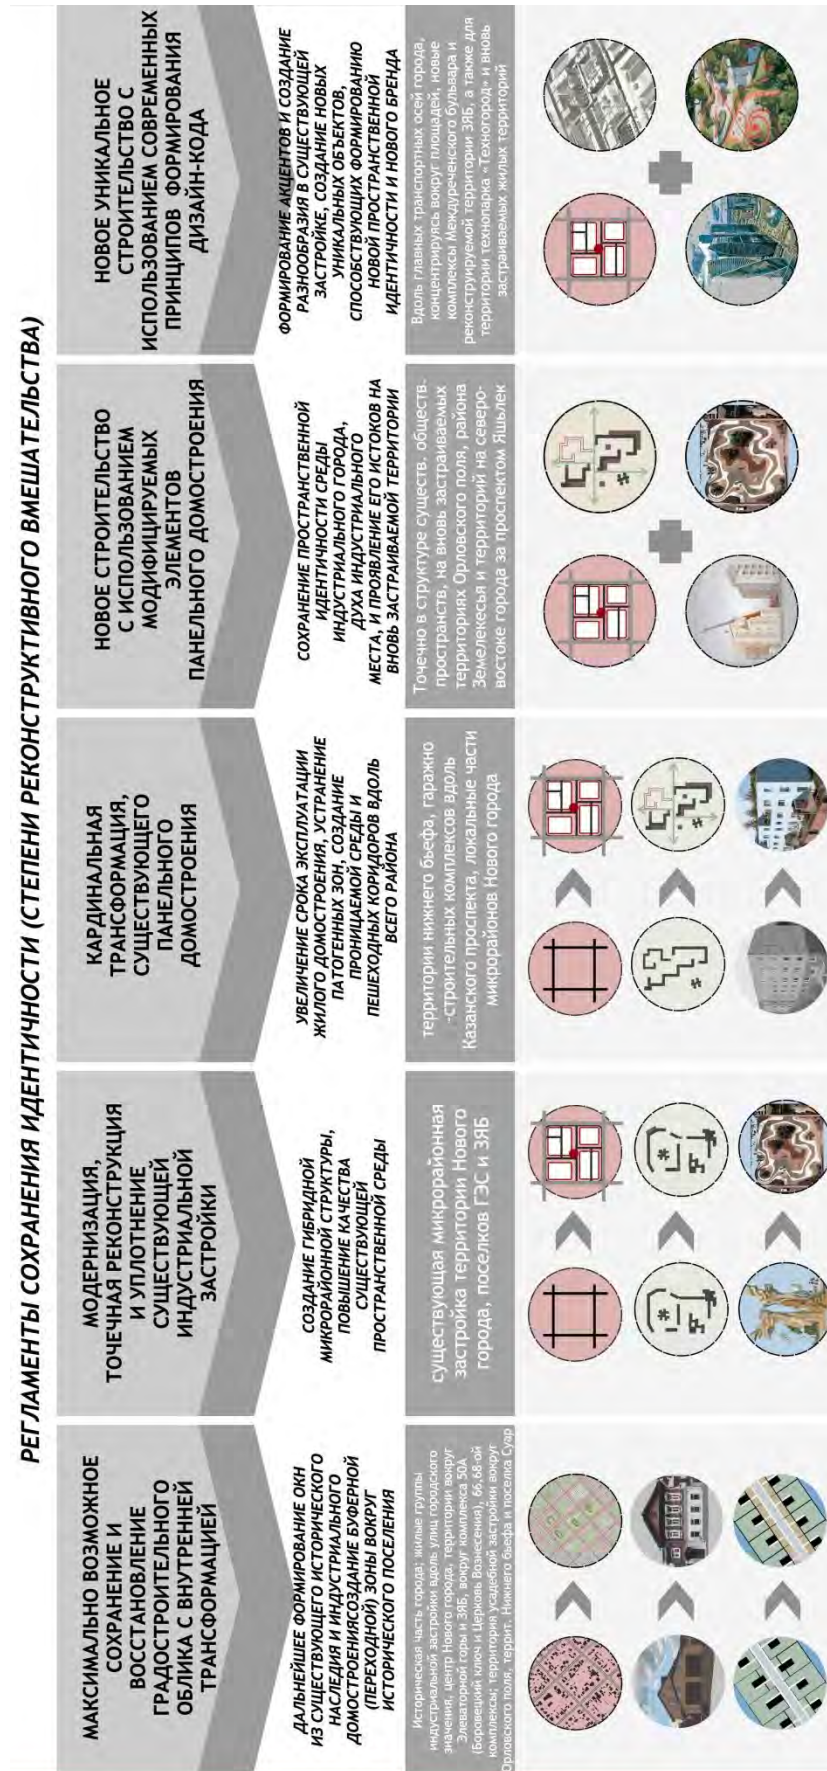 РЕГЛАМЕНТЫ СОХРАНЕНИЯ ИДЕНТИЧНОСТИ (СТЕПЕНИ РЕКОНСТРУКТИВНОГО ВМЕШАТЕЛЬСТВА)
МАКСИМАЛЬНО ВОЗМОЖНОЕ
СОХРАНЕНИЕ И
ВОССТАНОВЛЕНИЕ
ГРАДОСТРОИТЕЛЬНОГО
ОБЛИКА С ВНУТРЕННЕЙ
ТРАНСФОРМАЦИЕЙ
ДАЛЬНЕЙШЕЕ ФОРМИРОВАНИЕ ОКН
ИЗ СУЩЕСТВУЮЩЕГО ИСТОРИЧЕСКОГО
НАСЛЕДИЯ И ИНДУСТРИАЛЬНОГО
ДОМОСТРОЕНИЯСОЗДАНИЕ БУФЕРНОЙ
(ПЕРЕХОДНОЙ) ЗОНЫ ВОКРУГ
ИСТОРИЧЕСКОГО ПОСЕЛЕНИЯ
Историческая часть города; жилые группы
индустриальной застройки вдоль улиц городского
значения, центр Нового города, территории вокруг
Элеваторной горы и ЗЯБ, вокруг комплекса 50А
(Боровецкий ключ и Церковь Вознесения), 66,68-ой
комплексы; территория усадебной застройки вокруг
Орловского поля, террит. Нижнего бьефа и поселка Суар
МОДЕРНИЗАЦИЯ,
ТОЧЕЧНАЯ РЕКОНСТРУКЦИЯ
И УПЛОТНЕНИЕ
СУЩЕСТВУЮЩЕЙ
ИНДУСТРИАЛЬНОЙ
ЗАСТРОЙКИ
СОЗДАНИЕ ГИБРИДНОЙ
МИКРОРАЙОННОЙ СТРУКТУРЫ,
ПОВЫШЕНИЕ КАЧЕСТВА
СУЩЕСТВУЮЩЕЙ
ПРОСТРАНСТВЕННОЙ СРЕДЫ
существующая микрорайонная
застройка территории Нового
города, поселков ГЭС и ЗЯБ
КАРДИНАЛЬНАЯ
ТРАНСФОРМАЦИЯ,
СУЩЕСТВУЮЩЕГО
ПАНЕЛЬНОГО
ДОМОСТРОЕНИЯ
УВЕЛИЧЕНИЕ СРОКА ЭКСПЛУАТАЦИИ
ЖИЛОГО ДОМОСТРОЕНИЯ, УСТРАНЕНИЕ
ПАТОГЕННЫХ ЗОН, СОЗДАНИЕ
ПРОНИЦАЕМОЙ СРЕДЫ И
ПЕШЕХОДНЫХ КОРИДОРОВ ВДОЛЬ
ВСЕГО РАЙОНА
территории нижнего бьефа, гаражно
-строительных комплексов вдоль
Казанского проспекта, локальные части
микрорайонов Нового города
НОВОЕ СТРОИТЕЛЬСТВО
С ИСПОЛЬЗОВАНИЕМ
МОДИФИЦИРУЕМЫХ
ЭЛЕМЕНТОВ
ПАНЕЛЬНОГО ДОМОСТРОЕНИЯ
СОХРАНЕНИЕ ПРОСТРАНСТВЕННОЙ
ИДЕНТИЧНОСТИ СРЕДЫ
ИНДУСТРИАЛЬНОГО ГОРОДА,
ДУХА ИНДУСТРИАЛЬНОГО
МЕСТА, И ПРОЯВЛЕНИЕ ЕГО ИСТОКОВ НА
ВНОВЬ ЗАСТРАИВАЕМОЙ ТЕРРИТОРИИ
Точечно в структуре существ. обществ.
пространств, на вновь застраиваемых
территориях Орловского поля, района
Земелекесья и территорий на северо-
востоке города за проспектом Яшьлек
НОВОЕ УНИКАЛЬНОЕ
СТРОИТЕЛЬСТВО С
ИСПОЛЬЗОВАНИЕМ СОВРЕМЕННЫХ
ПРИНЦИПОВ ФОРМИРОВАНИЯ
ДИЗАЙН-КОДА
ФОРМИРОВАНИЕ АКЦЕНТОВ И СОЗДАНИЕ
РАЗНООБРАЗИЯ В СУЩЕСТВУЮЩЕЙ
ЗАСТРОЙКЕ, СОЗДАНИЕ НОВЫХ
УНИКАЛЬНЫХ ОБЪЕКТОВ,
СПОСОБСТВУЮЩИХ ФОРМИРОВАНИЮ
НОВОЙ ПРОСТРАНСТВЕННОЙ
ИДЕНТИЧНОСТИ И НОВОГО БРЕНДА
Вдоль главных транспортных осей города,
концентрируясь вокруг площадей, новые
комплексы Междуреченского бульвара и
реконструируемой территории ЗЯБ, а также для
территории технопарка «Техногород» и вновь
застраиваемых жилых территорий